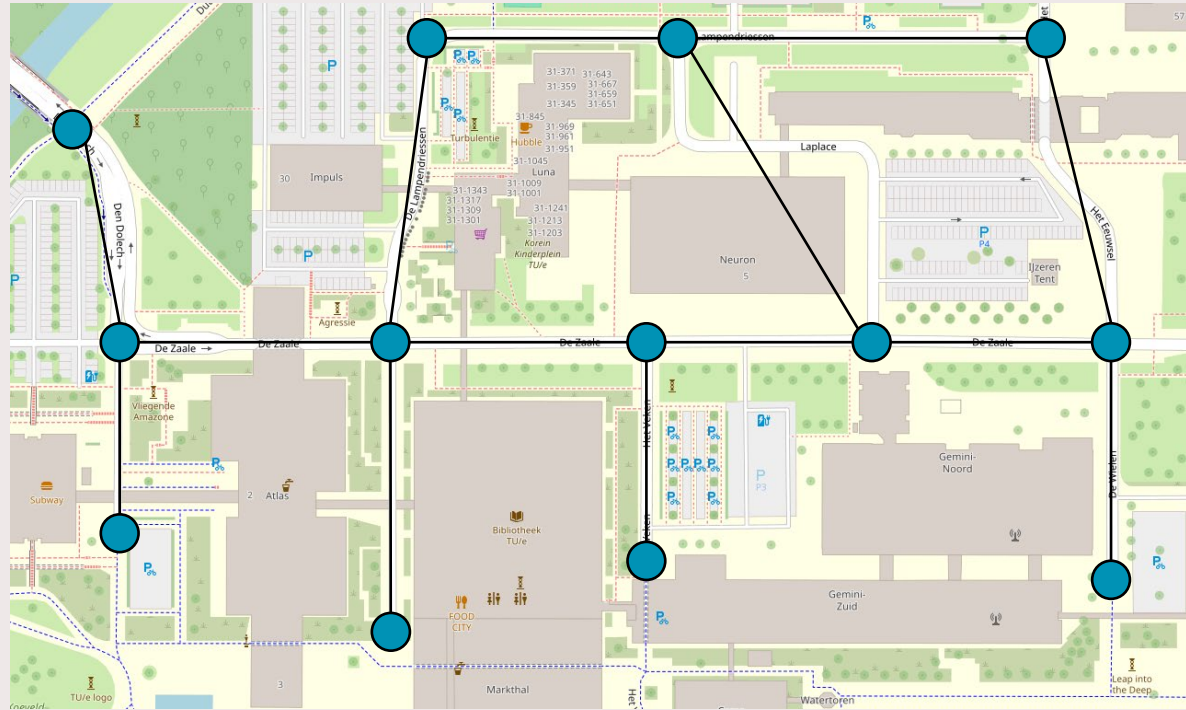 Het
57
Lampendriessen
31-371
31-643
31-359
31-667
31-659
31-345
31-651
31-845
Turbulentie
Hubble
31-969
31-961
31-951
31-1045
Luna
Laplace
30
Impuls
De Lampendriessen
31-1343
31-1317
31-1309
31-1301
31-1009
31-1001
31-1241
31-1213
31-1203
Korein
Kinderplein
TU/e
Den Dolech
Het Eeuwsel
P4
Neuron
5
IJzeren
Tent
Agressie
De Zaale
De Zaale
De Zaale
De Zaale
Vliegende
Amazone
Het Veken
Subway
2
Atlas
P3
Gemini-
Noord
De Wielen
Bibliotheek
TU/e
Veken
FOOD
CITY
Gemini-
Zuid
3
TU/e logo
Markthal
Het
Watertoren
Leap into
the Deep